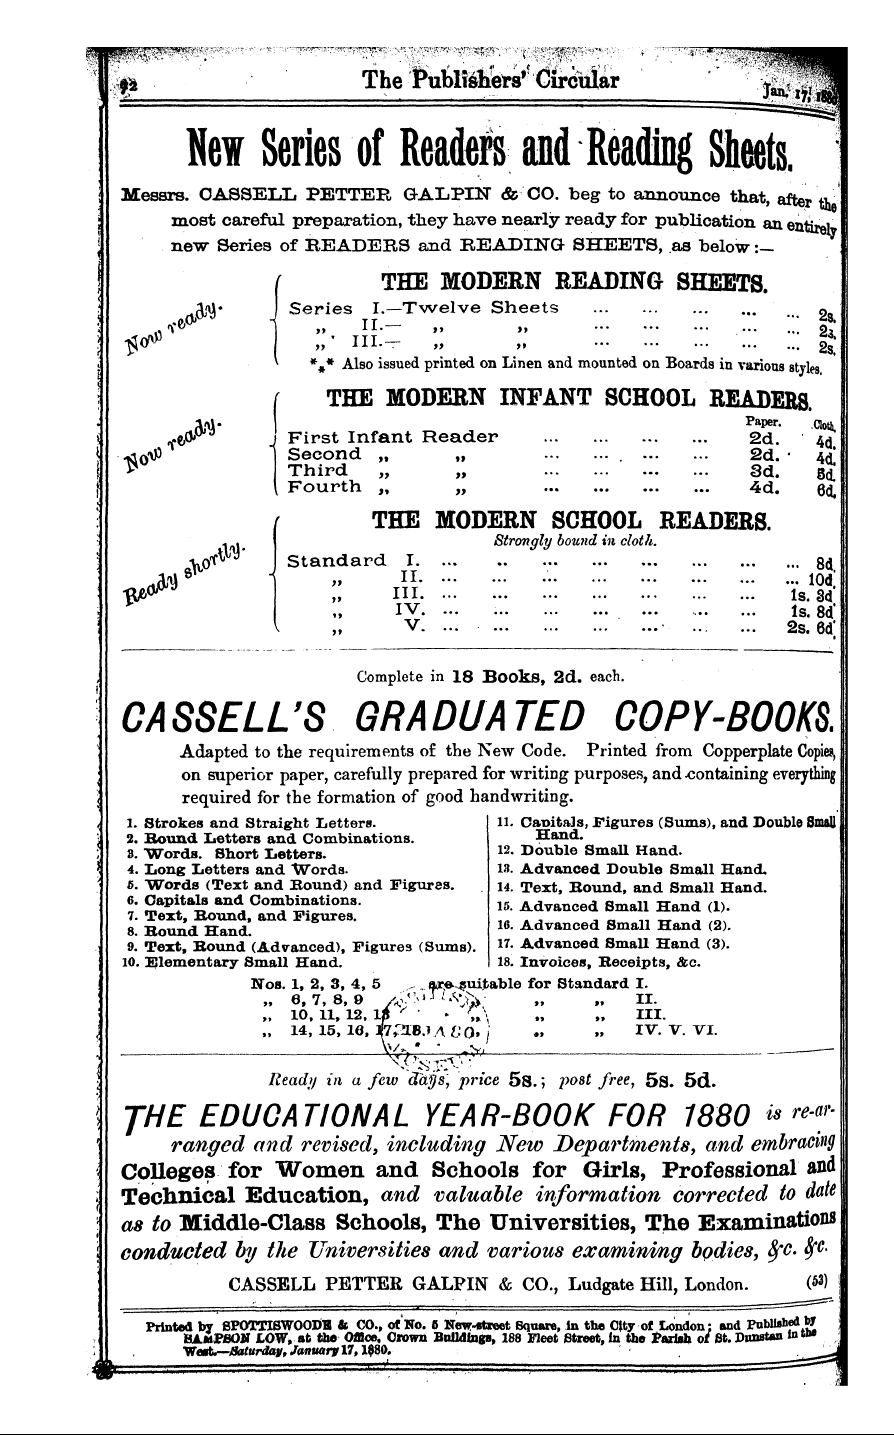 92 The Publishers' Circular Jan. 17, 1880
New Series of Readers and Reading Sheets.
Messrs. CASSELL PETTER GALPIN & CO. beg to announce that, after the
most careful preparation, they have nearly ready for publication an entirely
new Series of READERS and READING SHEETS, as below:—
Now ready.
THE MODERN READING SHEETS.
Series I.—Twelve Sheets ... ... ... ... ... 2s.
„ II.— „ „ ... ... ... ... ... 2s.
„ III.— „ „ ... ... ... ... ... 2s.
*** Also issued printed on Linen and mounted on Boards in various styles.
Now ready.
THE MODERN INFANT SCHOOL READERS.
Paper. Cloth.
First Infant Reader ... ... ... ... 2d. 4d.
Second „ „ ... ... ... ... 2d. 4d.
Third „ „ ... ... ... ... 3d. 5d.
Fourth „ „ ... ... ... ... 4d. 6d.
Ready shortly.
THE MODERN SCHOOL READERS.
Strongly bound in cloth.
Standard I. ... .. ... ... ... ... ... ... 8d.
„ II. ... ... ... ... ... ... ... ... 10d.
„ III. ... ... ... ... ... ... ... 1s. 3d.
„ IV. ... ... ... ... ... ... ... 1s. 8d.
„ V. ... ... ... ... ... ... ... 2s. 6d.
Complete in 18 Books, 2d. each.
CASSELL'S GRADUATED COPY-BOOKS.
Adapted to the requirements of the New Code. Printed from Copperplate Copies,
on superior paper, carefully prepared for writing purposes, and containing everything
required for the formation of good handwriting.
1. Strokes and Straight Letters.
2. Round Letters and Combinations.
3. Words. Short Letters.
4. Long Letters and Words.
5. Words (Text and Round) and Figures.
6. Capitals and Combinations.
7. Text, Round, and Figures.
8. Round Hand.
9. Text, Round (Advanced), Figures (Sums).
10. Elementary Small Hand.
11. Capitals, Figures (Sums), and Double Small
Hand.
12. Double Small Hand.
13. Advanced Double Small Hand.
14. Text, Round, and Small Hand.
15. Advanced Small Hand (1).
16. Advanced Small Hand (2).
17. Advanced Small Hand (3).
18. Invoices, Receipts, &c.
Nos. 1, 2, 3, 4, 5 are suitable for Standard I.
„ 6, 7, 8, 9 „ „ „ II.
„ 10, 11, 12, 13 „ „ „ III.
„ 14, 15, 16, 17, 18 „ „ IV. V. VI.
Ready in a few days, price 5s.; post free, 5s. 5d.
THE EDUCATIONAL YEAR-BOOK FOR 1880 is re-ar-
ranged and revised, including New Departments, and embracing
Colleges for Women and Schools for Girls, Professional and
Technical Education, and valuable information corrected to date
as to Middle-Class Schools, The Universities, The Examinations
conducted by the Universities and various examining bodies, &c. &c.
CASSELL PETTER GALPIN & CO., Ludgate Hill, London. (53)
Printed by SPOTTISWOODE & CO., of No. 5 New-street Square, in the City of London; and Published by
SAMPSON LOW, at the Office, Crown Buildings, 188 Fleet Street, in the Parish of St. Dunstan in the
West.—Saturday, January 17, 1880.